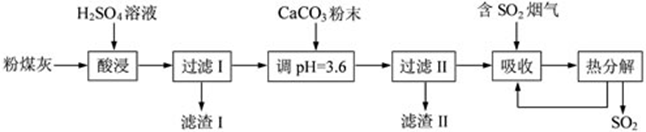 H₂SO₄溶液
CaCO₃粉末
含SO₂烟气
粉煤灰
酸浸
过滤Ⅰ
调pH=3.6
过滤Ⅱ
吸收
热分解
滤渣Ⅰ
滤渣Ⅱ
SO₂